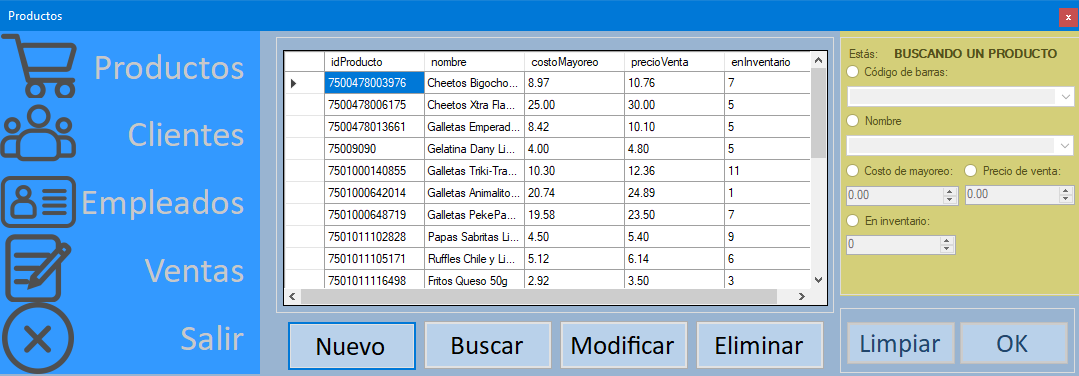 Productos
x
Productos
Clientes
Empleados
Ventas
Salir
idProducto nombre costoMayoreo precioVenta enInventario
7500478003976 Cheetos Bigocho... 8.97 10.76 7
7500478006175 Cheetos Xtra Fla... 25.00 30.00 5
7500478013661 Galletas Emperad... 8.42 10.10 5
75009090 Gelatina Dany Li... 4.00 4.80 5
7501000140855 Galletas Triki-Tra... 10.30 12.36 11
7501000642014 Galletas Animalito... 20.74 24.89 1
7501000648719 Galletas PekePa... 19.58 23.50 7
7501011102828 Papas Sabritas Li... 4.50 5.40 9
7501011105171 Ruffles Chile y Li... 5.12 6.14 6
7501011116498 Fritos Queso 50g 2.92 3.50 3
Nuevo Buscar Modificar Eliminar
Estás: BUSCANDO UN PRODUCTO
Código de barras:
Nombre
Costo de mayoreo: Precio de venta:
0.00 0.00
En inventario:
0
Limpiar OK